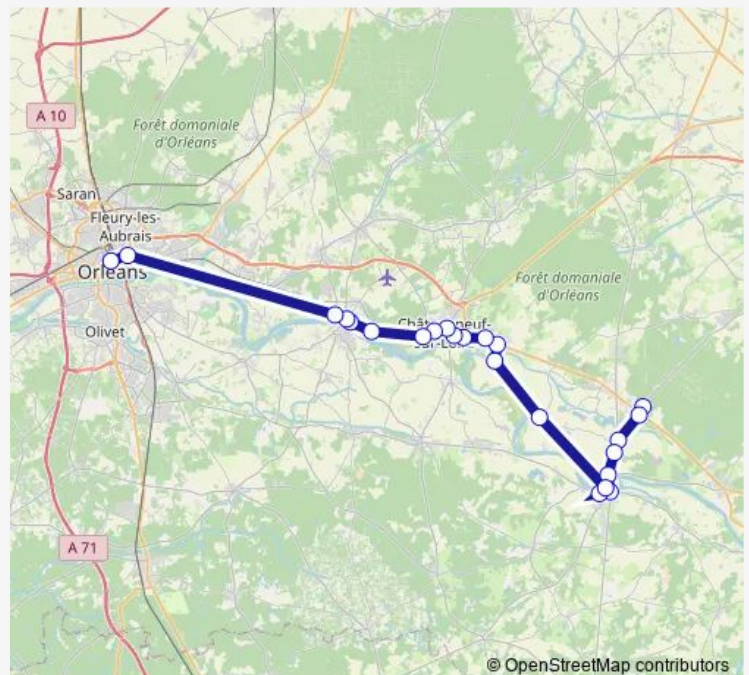 A 10
Forêt domaniale
d'Orléans
Saran
Fleury-les-
Aubrais
Orléans
Olivet
Forêt domaniale
d'Orléans
A 71
© OpenStreetMap contributors